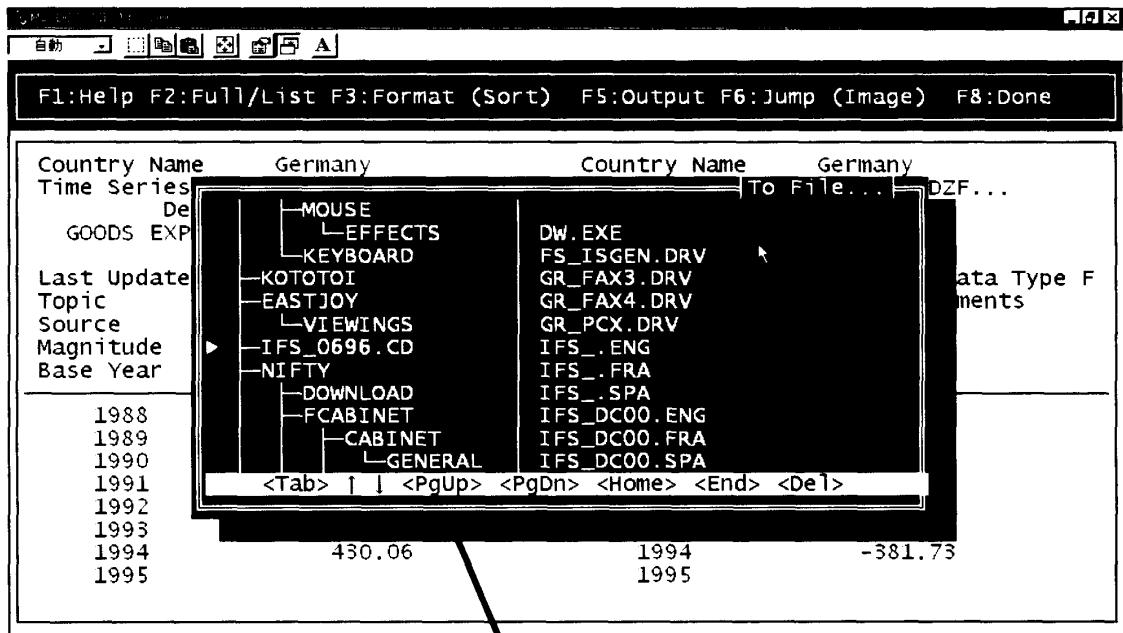 自動
A
F1:Help F2:Full/List F3:Format (Sort) F5:Output F6:Jump (Image) F8:Done
Country Name Germany Country Name Germany
Time Series To File... DZF...
De MOUSE
GOODS EXP EFFECTS DW.EXE
KEYBOARD FS_ISGEN.DRV
Last Update KOTOTOI GR_FAX3.DRV ata Type F
Topic EASTJOY GR_FAX4.DRV ments
Source VIEWINGS GR_PCX.DRV
Magnitude IFS_0696.CD IFS_.ENG
Base Year NIFTY IFS_.FRA
DOWNLOAD IFS_.SPA
1988 FCABINET IFS_DC00.ENG
1989 CABINET IFS_DC00.FRA
1990 GENERAL IFS_DC00.SPA
1991 <Tab> ↑ ↓ <PgUp> <PgDn> <Home> <End> <Del>
1992
1993
1994 430.06 1994 -381.73
1995 1995